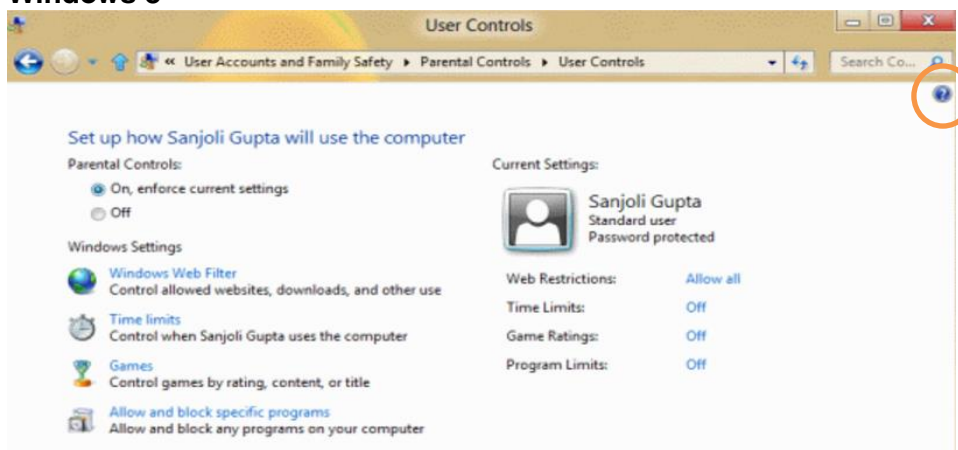 User Controls
« User Accounts and Family Safety ▸ Parental Controls ▸ User Controls
Search Co...
Set up how Sanjoli Gupta will use the computer
Parental Controls:
On, enforce current settings
Off
Windows Settings
Windows Web Filter
Control allowed websites, downloads, and other use
Time limits
Control when Sanjoli Gupta uses the computer
Games
Control games by rating, content, or title
Allow and block specific programs
Allow and block any programs on your computer
Current Settings:
Sanjoli Gupta
Standard user
Password protected
Web Restrictions: Allow all
Time Limits: Off
Game Ratings: Off
Program Limits: Off